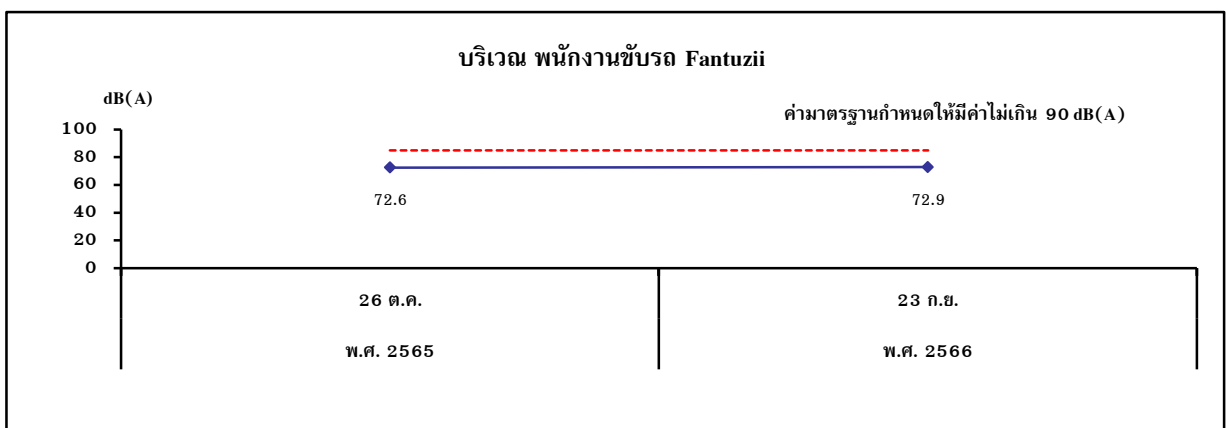 บริเวณ พนักงานขับรถ Fantuzii
dB(A)
ค่ามาตรฐานกำหนดให้มีค่าไม่เกิน 90 dB(A)
100
80
60
40
20
0
72.6
72.9
26 ต.ค.
23 ก.ย.
พ.ศ. 2565
พ.ศ. 2566